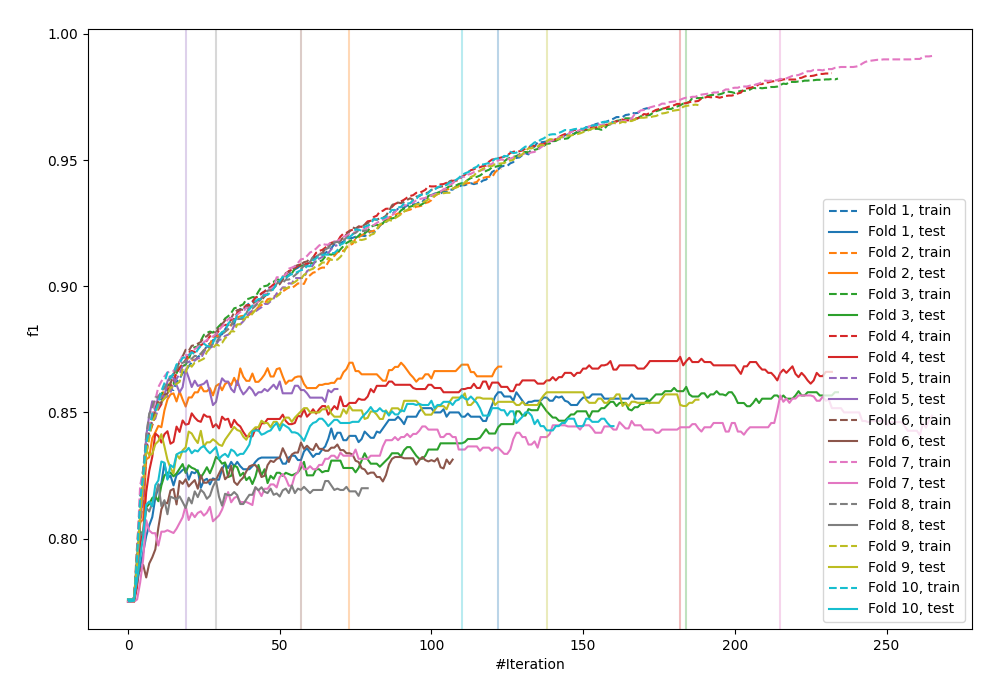 1.00
0.95
0.90
0.85
0.80
f1
0
50
100
150
200
250
#Iteration
Fold 1, train
Fold 1, test
Fold 2, train
Fold 2, test
Fold 3, train
Fold 3, test
Fold 4, train
Fold 4, test
Fold 5, train
Fold 5, test
Fold 6, train
Fold 6, test
Fold 7, train
Fold 7, test
Fold 8, train
Fold 8, test
Fold 9, train
Fold 9, test
Fold 10, train
Fold 10, test